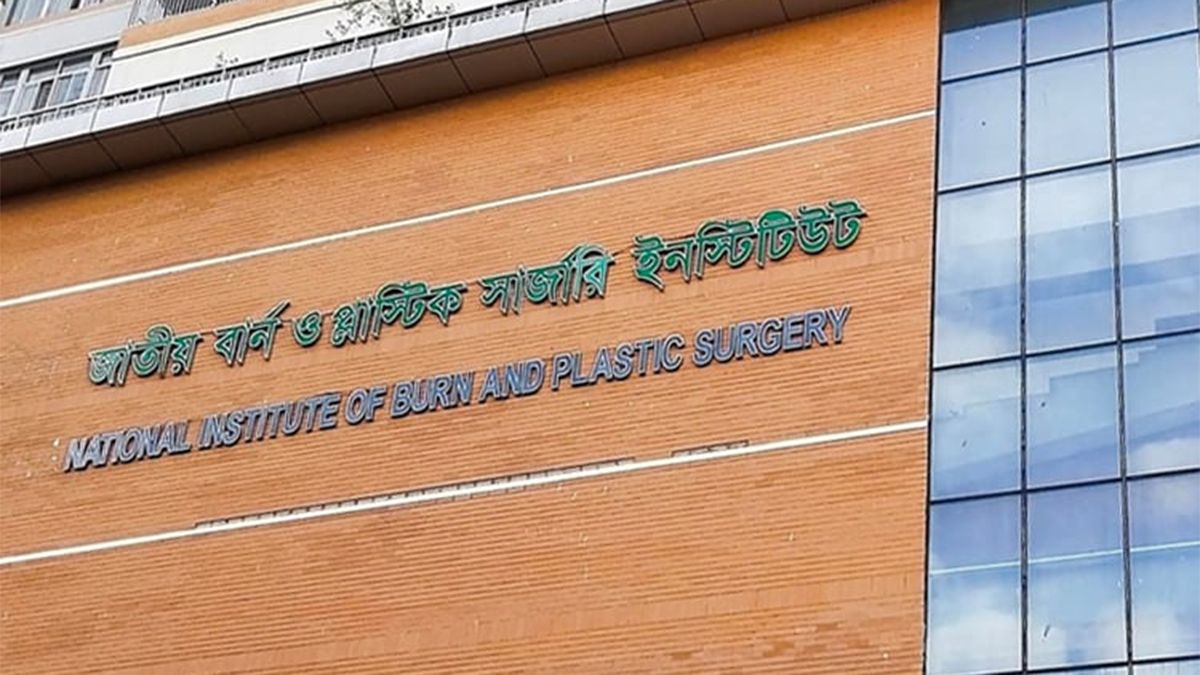 জাতীয় বার্ন ও প্লাস্টিক সার্জারি ইনস্টিটিউট
NATIONAL INSTITUTE OF BURN AND PLASTIC SURGERY